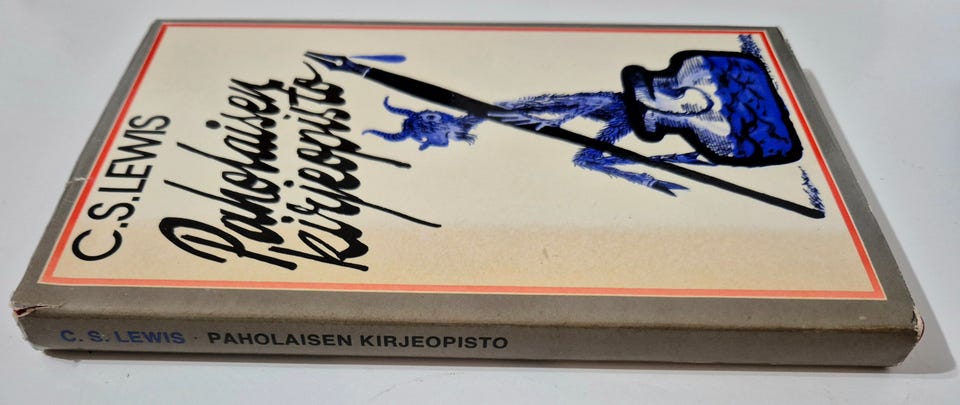 C.S.LEWIS
Paholaisen
kirjeopisto
C. S. LEWIS · PAHOLAISEN KIRJEOPISTO